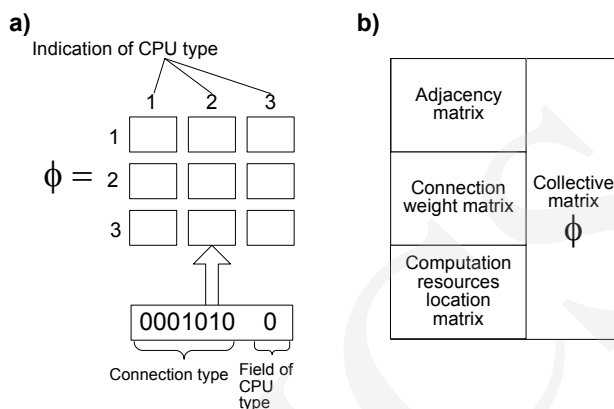 a)
Indication of CPU type
1 2 3
1
ϕ = 2
3
0001010 0
Connection type
Field of
CPU
type
b)
Adjacency
matrix
Connection
weight matrix
Computation
resources
location
matrix
Collective
matrix
ϕ